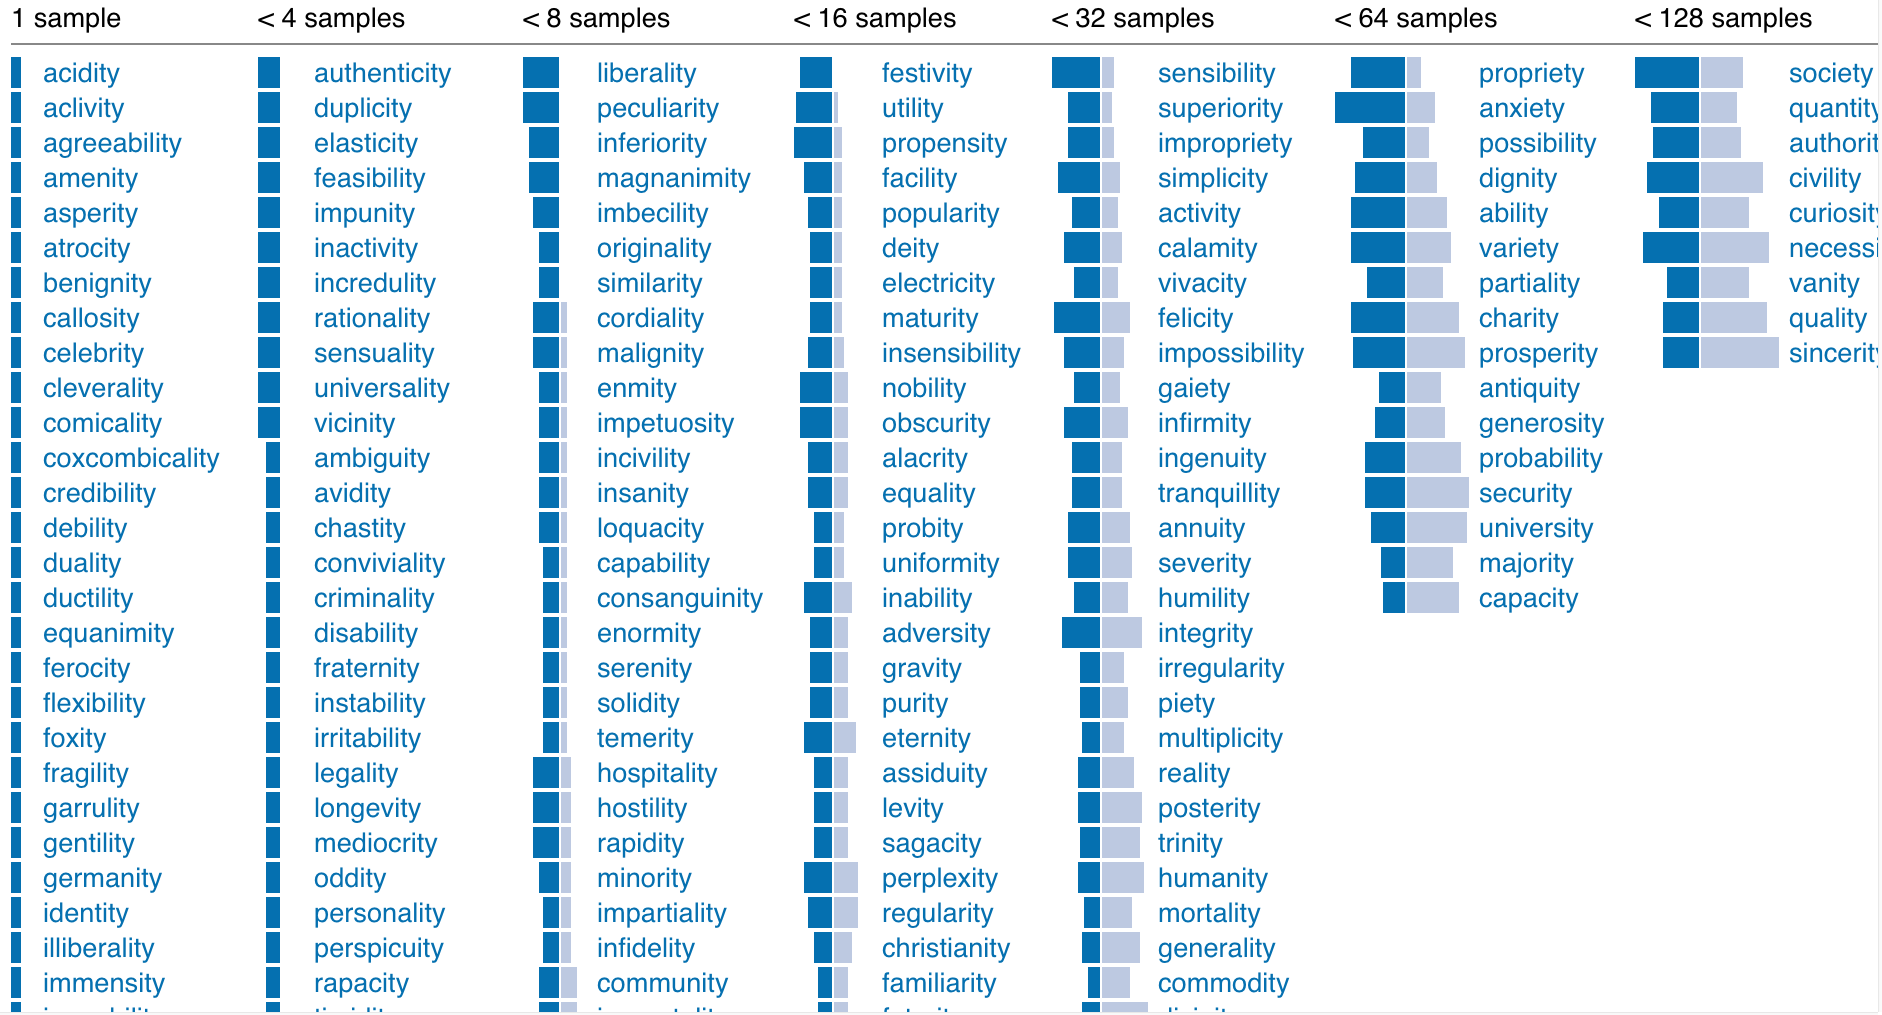 1 sample < 4 samples < 8 samples < 16 samples < 32 samples < 64 samples < 128 samples
acidity authenticity liberality festivity sensibility propriety society
aclivity duplicity peculiarity utility superiority anxiety quantity
agreeability elasticity inferiority propensity impropriety possibility authorit
amenity feasibility magnanimity facility simplicity dignity civility
asperity impunity imbecility popularity activity ability curiosity
atrocity inactivity originality deity calamity variety necessi
benignity incredulity similarity electricity vivacity partiality vanity
callosity rationality cordiality maturity felicity charity quality
celebrity sensuality malignity insensibility impossibility prosperity sincerity
cleverality universality enmity nobility gaiety antiquity
comicality vicinity impetuosity obscurity infirmity generosity
coxcombicality ambiguity incivility alacrity ingenuity probability
credibility avidity insanity equality tranquillity security
debility chastity loquacity probity annuity university
duality conviviality capability uniformity severity majority
ductility criminality consanguinity inability humility capacity
equanimity disability enormity adversity integrity
ferocity fraternity serenity gravity irregularity
flexibility instability solidity purity piety
foxity irritability temerity eternity multiplicity
fragility legality hospitality assiduity reality
garrulity longevity hostility levity posterity
gentility mediocrity rapidity sagacity trinity
germanity oddity minority perplexity humanity
identity personality impartiality regularity mortality
illiberality perspicuity infidelity christianity generality
immensity rapacity community familiarity commodity